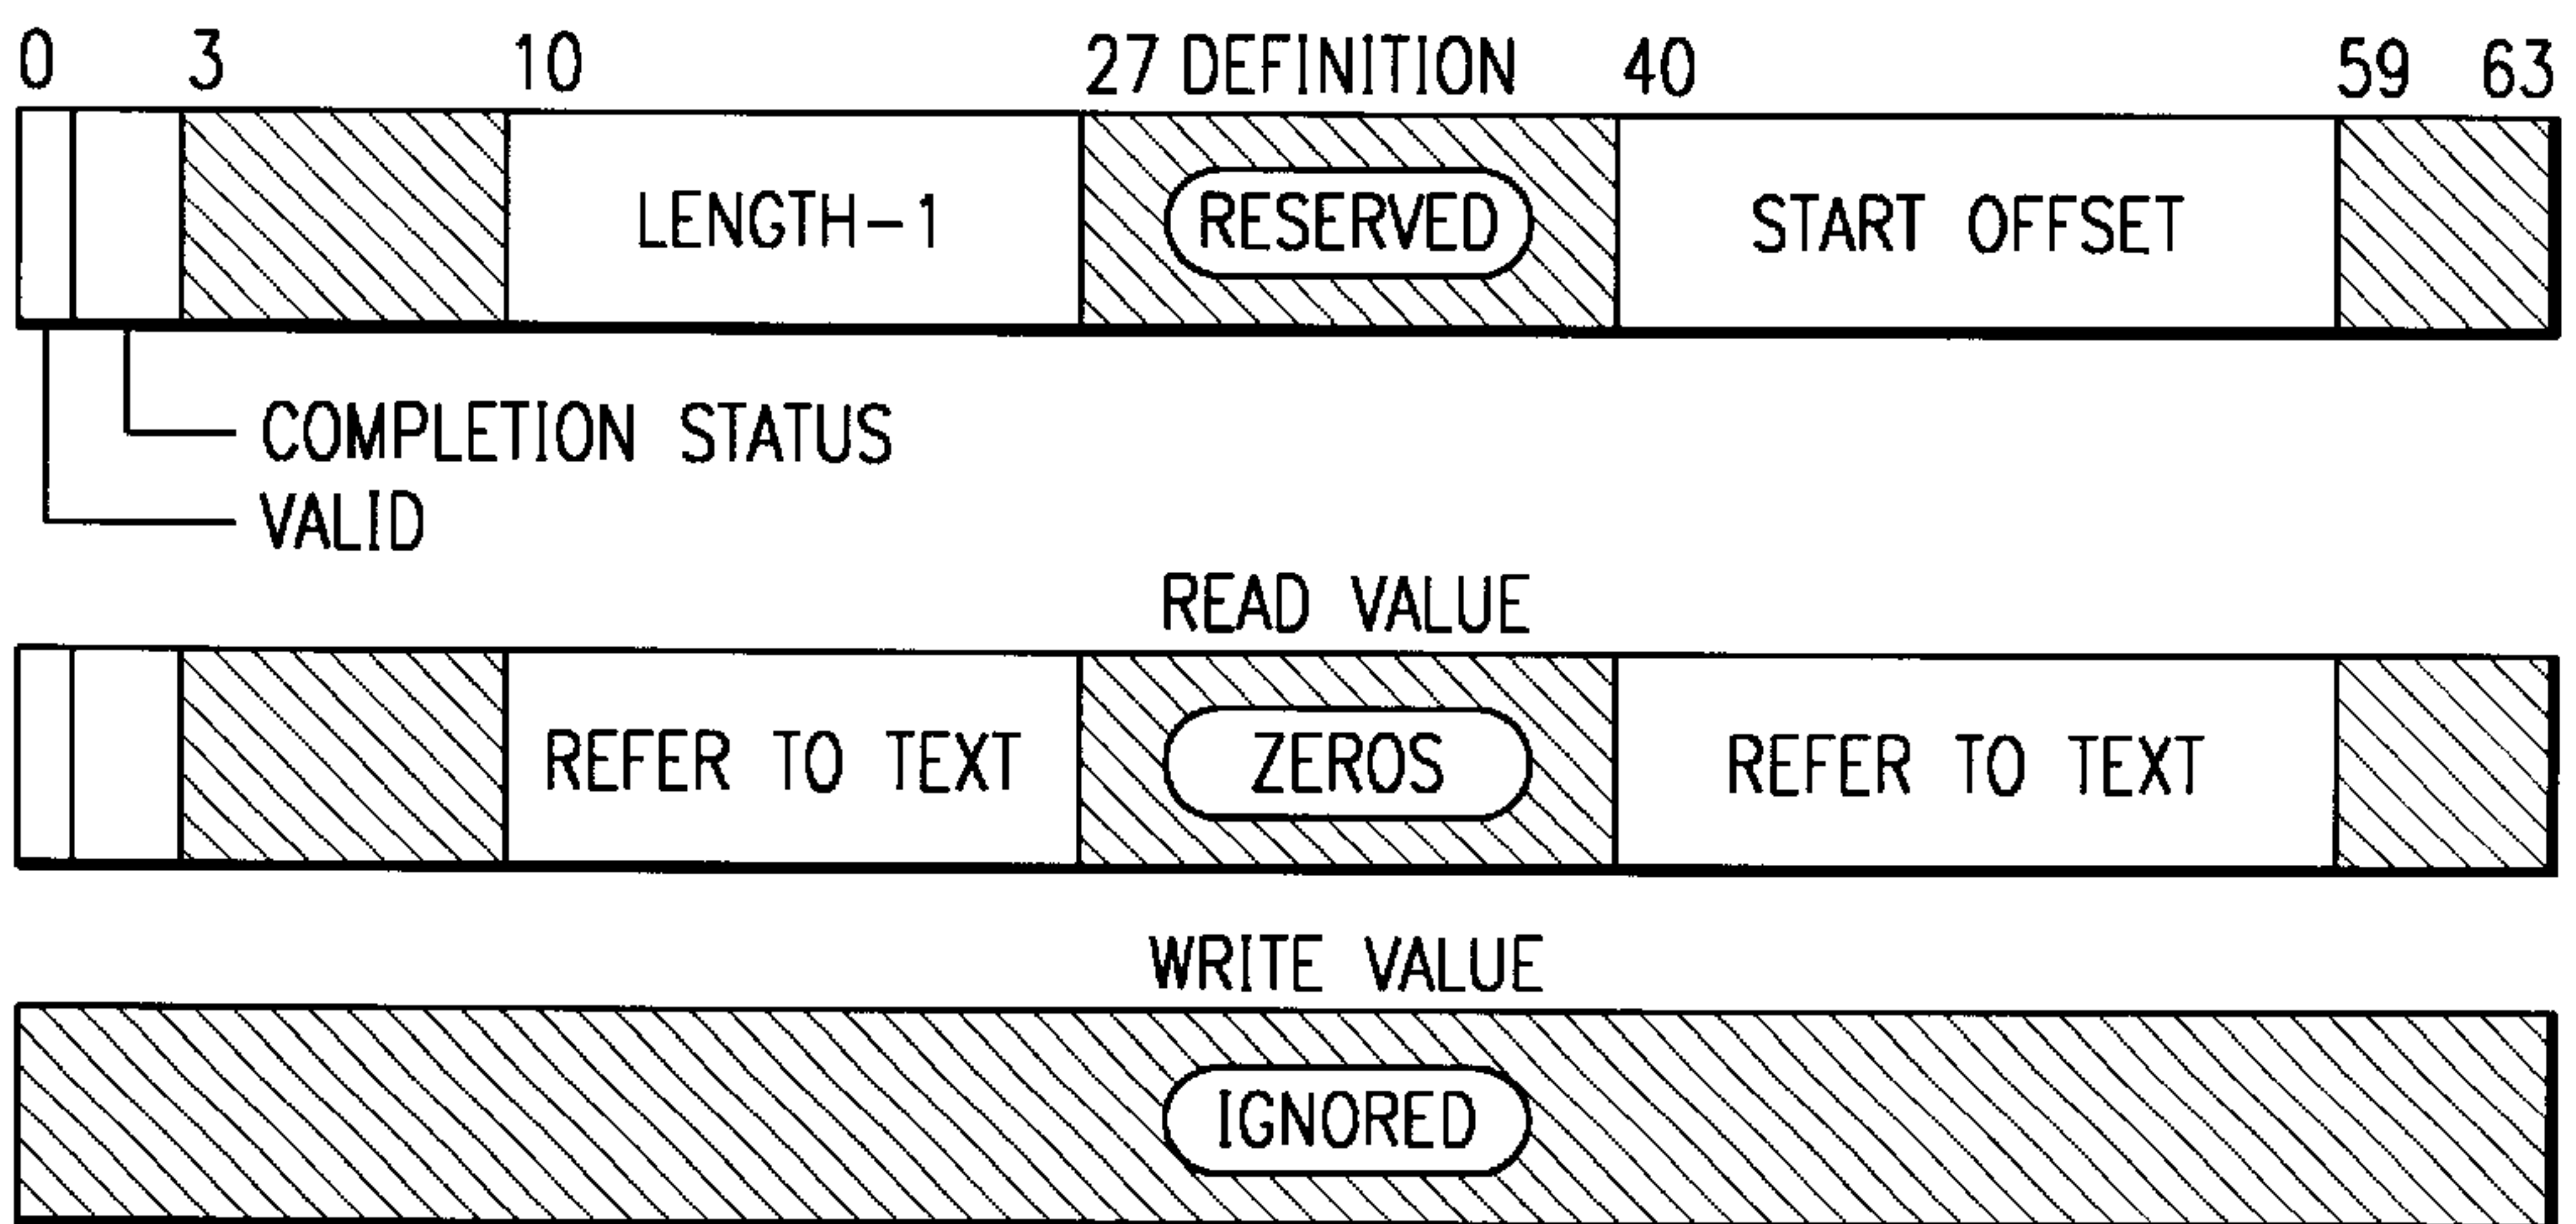 0 3 10 27 DEFINITION 40 59 63
LENGTH-1 RESERVED START OFFSET
COMPLETION STATUS
VALID
READ VALUE
REFER TO TEXT ZEROS REFER TO TEXT
WRITE VALUE
IGNORED